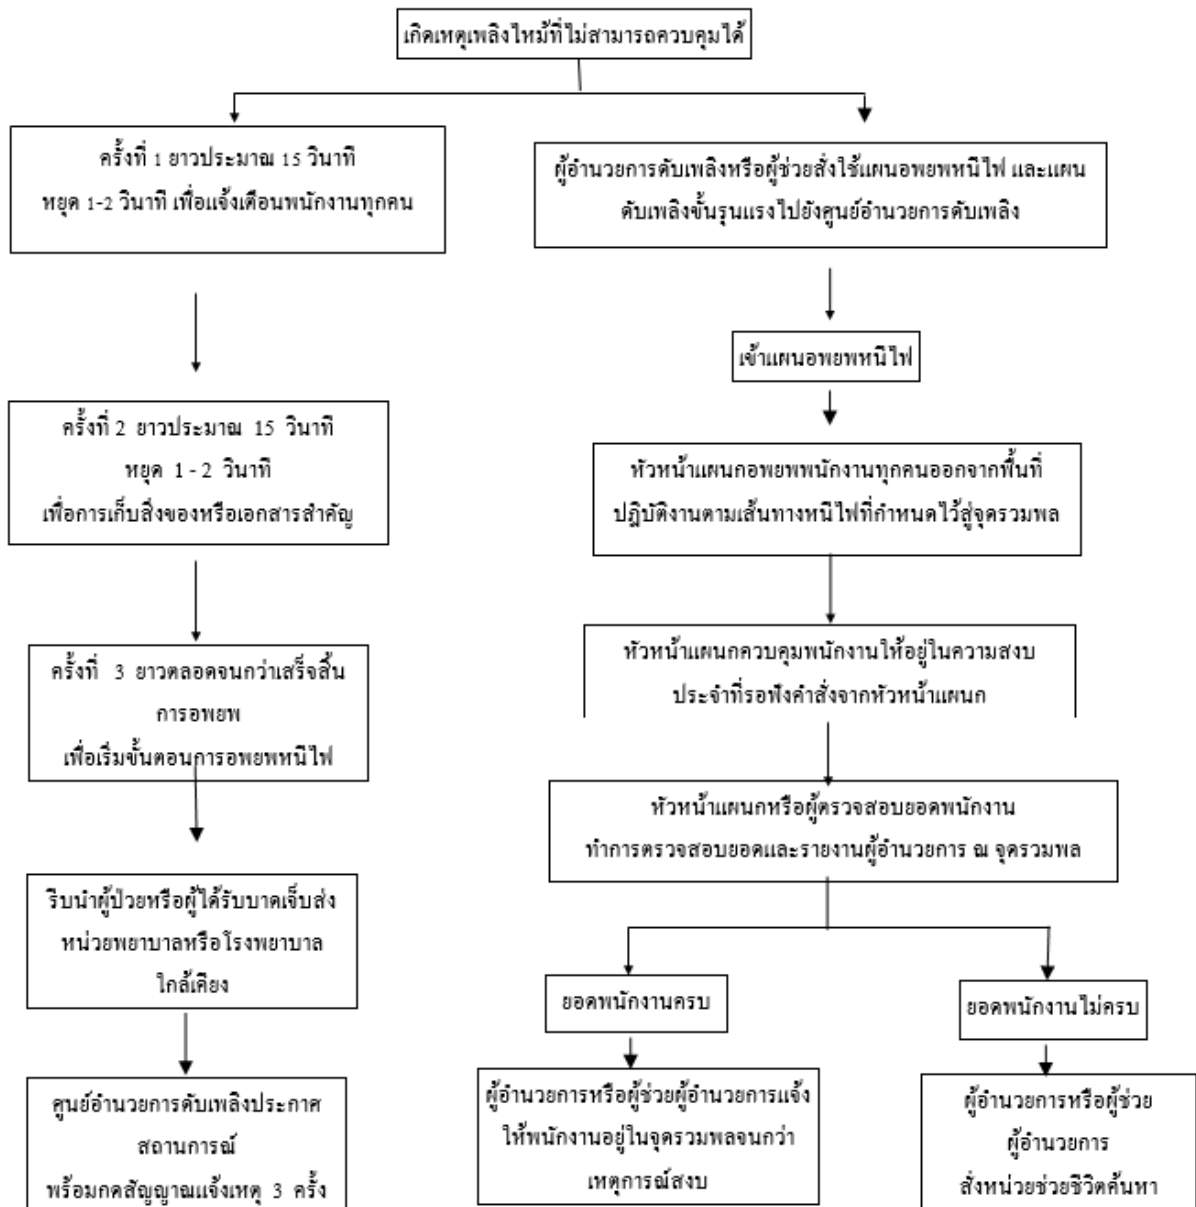 เกิดเหตุเพลิงไหม้ที่ไม่สามารถควบคุมได้
ครั้งที่ 1 ยาวประมาณ 15 วินาที
หยุด 1-2 วินาที เพื่อแจ้งเตือนพนักงานทุกคน
ผู้อำนวยการดับเพลิงหรือผู้ช่วยสั่งใช้แผนอพยพหนีไฟ และแผน
ดับเพลิงขั้นรุนแรงไปยังศูนย์อำนวยการดับเพลิง
เข้าแผนอพยพหนีไฟ
ครั้งที่ 2 ยาวประมาณ 15 วินาที
หยุด 1 - 2 วินาที
เพื่อการเก็บสิ่งของหรือเอกสารสำคัญ
หัวหน้าแผนกอพยพพนักงานทุกคนออกจากพื้นที่
ปฏิบัติงานตามเส้นทางหนีไฟที่กำหนดไว้สู่จุดรวมพล
ครั้งที่ 3 ยาวตลอดจนกว่าเสร็จสิ้น
การอพยพ
เพื่อเริ่มขั้นตอนการอพยพหนีไฟ
หัวหน้าแผนกควบคุมพนักงานให้อยู่ในความสงบ
ประจำที่รอฟังคำสั่งจากหัวหน้าแผนก
หัวหน้าแผนกหรือผู้ตรวจสอบยอดพนักงาน
ทำการตรวจสอบยอดและรายงานผู้อำนวยการ ณ จุดรวมพล
รีบนำผู้ป่วยหรือผู้ได้รับบาดเจ็บส่ง
หน่วยพยาบาลหรือโรงพยาบาล
ใกล้เคียง
ยอดพนักงานครบ
ยอดพนักงานไม่ครบ
ศูนย์อำนวยการดับเพลิงประกาศ
สถานการณ์
พร้อมกดสัญญาณแจ้งเหตุ 3 ครั้ง
ผู้อำนวยการหรือผู้ช่วยผู้อำนวยการแจ้ง
ให้พนักงานอยู่ในจุดรวมพลจนกว่า
เหตุการณ์สงบ
ผู้อำนวยการหรือผู้ช่วย
ผู้อำนวยการ
สั่งหน่วยช่วยชีวิตค้นหา